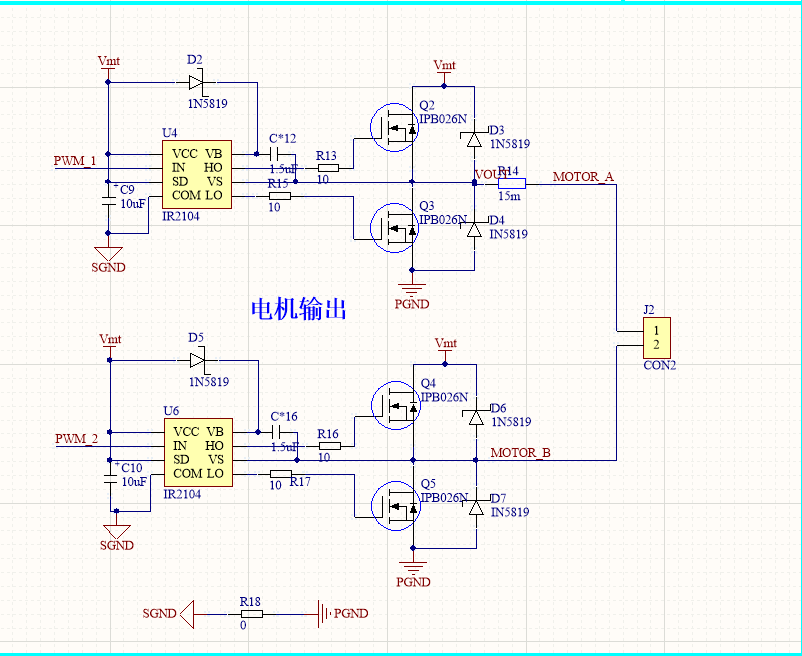 Vmt
D2
1N5819
U4
VCC VB
IN HO
SD VS
COM LO
IR2104
PWM_1
C9
10uF
SGND
C*12
1.5uF
R13
10
R15
10
Vmt
Q2
IPB026N
D3
1N5819
VOUT
R14
15m
MOTOR_A
Q3
IPB026N
D4
IN5819
PGND
电机输出
J2
1
2
CON2
Vmt
D5
1N5819
U6
VCC VB
IN HO
SD VS
COM LO
IR2104
PWM_2
C10
10uF
SGND
C*16
1.5uF
R16
10
R17
10
Vmt
Q4
IPB026N
D6
1N5819
MOTOR_B
Q5
IPB026N
D7
IN5819
PGND
SGND
R18
0
PGND